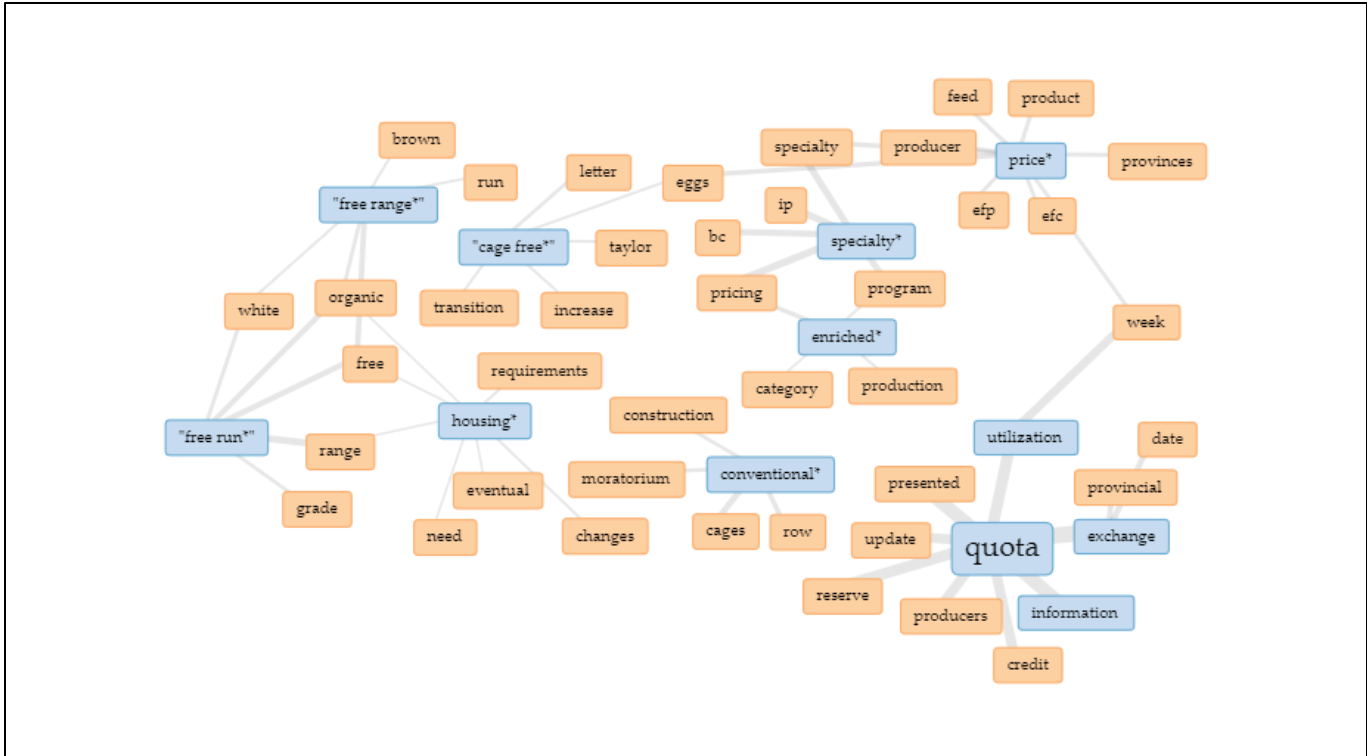 feed
product
brown
specialty
producer
price*
provinces
letter
run
eggs
"free range*"
ip
efp
efc
bc
specialty*
"cage free*"
taylor
organic
pricing
program
white
transition
increase
week
enriched*
free
requirements
category
production
construction
housing*
"free run*"
utilization
date
range
conventional*
moratorium
presented
provincial
eventual
grade
cages
row
need
changes
update
quota
exchange
reserve
producers
information
credit